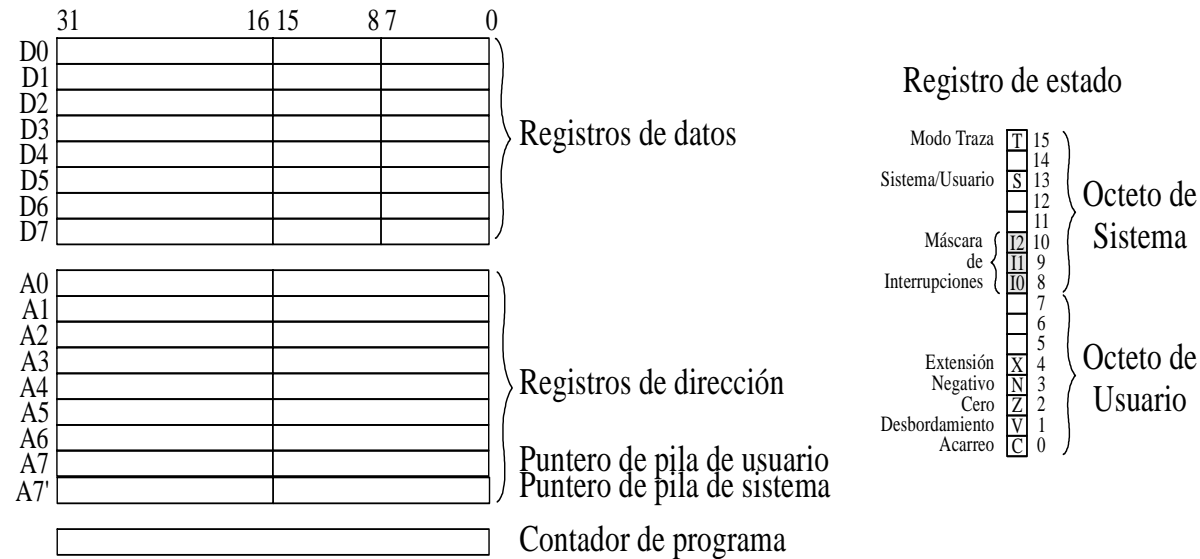 31 16 15 8 7 0
D0
D1
D2
D3
D4
D5
D6
D7
Registros de datos
A0
A1
A2
A3
A4
A5
A6
A7
A7'
Registros de dirección
Puntero de pila de usuario
Puntero de pila de sistema
Contador de programa
Registro de estado
Modo Traza T 15
14
Sistema/Usuario S 13
12
11
Máscara I2 10
de I1 9
Interrupciones I0 8
7
6
5
Extensión X 4
Negativo N 3
Cero Z 2
Desbordamiento V 1
Acarreo C 0
Octeto de
Sistema
Octeto de
Usuario